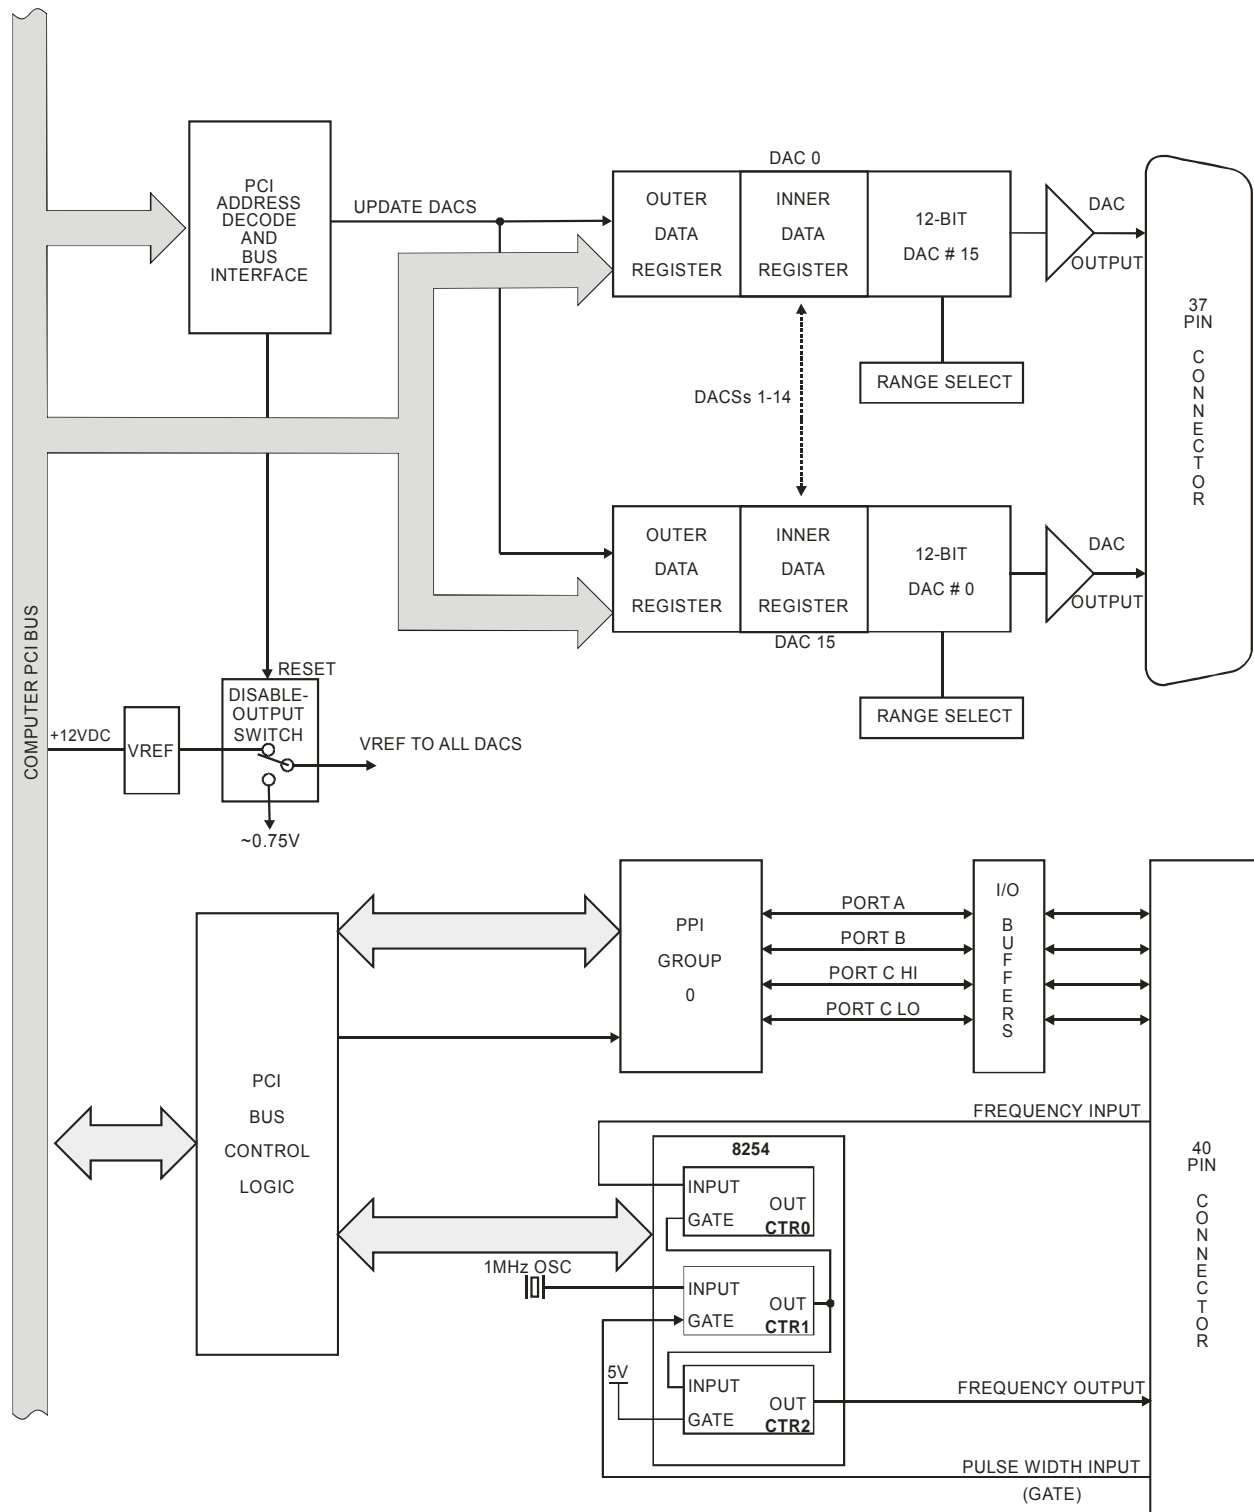 COMPUTER PCI BUS
PCI
ADDRESS
DECODE
AND
BUS
INTERFACE
UPDATE DACS
DAC 0
OUTER
DATA
REGISTER
INNER
DATA
REGISTER
12-BIT
DAC # 15
DAC
OUTPUT
RANGE SELECT
DACSs 1-14
37
PIN
CONNECTOR
OUTER
DATA
REGISTER
INNER
DATA
REGISTER
12-BIT
DAC # 0
DAC 15
DAC
OUTPUT
RANGE SELECT
RESET
DISABLE-
OUTPUT
SWITCH
+12VDC
VREF
VREF TO ALL DACS
~0.75V
PCI
BUS
CONTROL
LOGIC
PPI
GROUP
0
PORT A
PORT B
PORT C HI
PORT C LO
I/O
BUFFERS
FREQUENCY INPUT
40
PIN
CONNECTOR
8254
INPUT
OUT
GATE
CTR0
1MHz OSC
INPUT
OUT
GATE
CTR1
5V
INPUT
OUT
GATE
CTR2
FREQUENCY OUTPUT
PULSE WIDTH INPUT
(GATE)